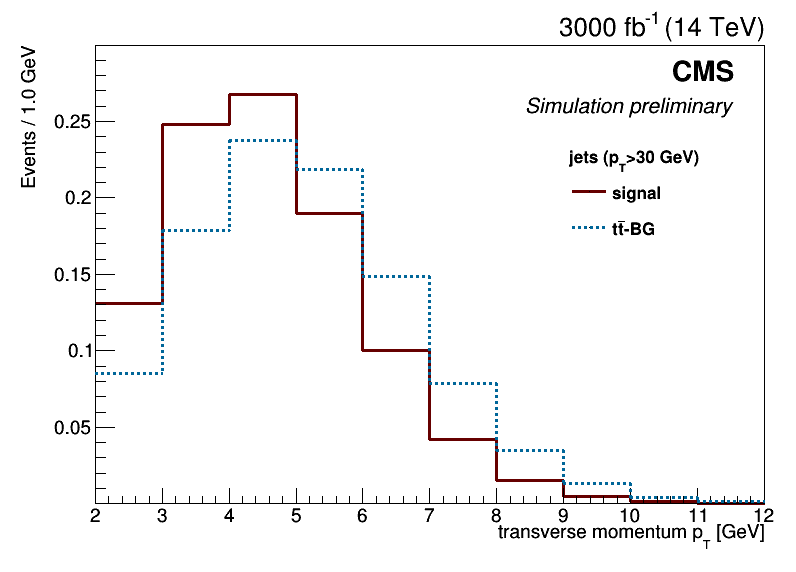 3000 fb⁻¹ (14 TeV)
Events / 1.0 GeV
CMS
Simulation preliminary
jets (p_T>30 GeV)
signal
tt̄-BG
0.25
0.2
0.15
0.1
0.05
2 3 4 5 6 7 8 9 10 11 12
transverse momentum p_T [GeV]